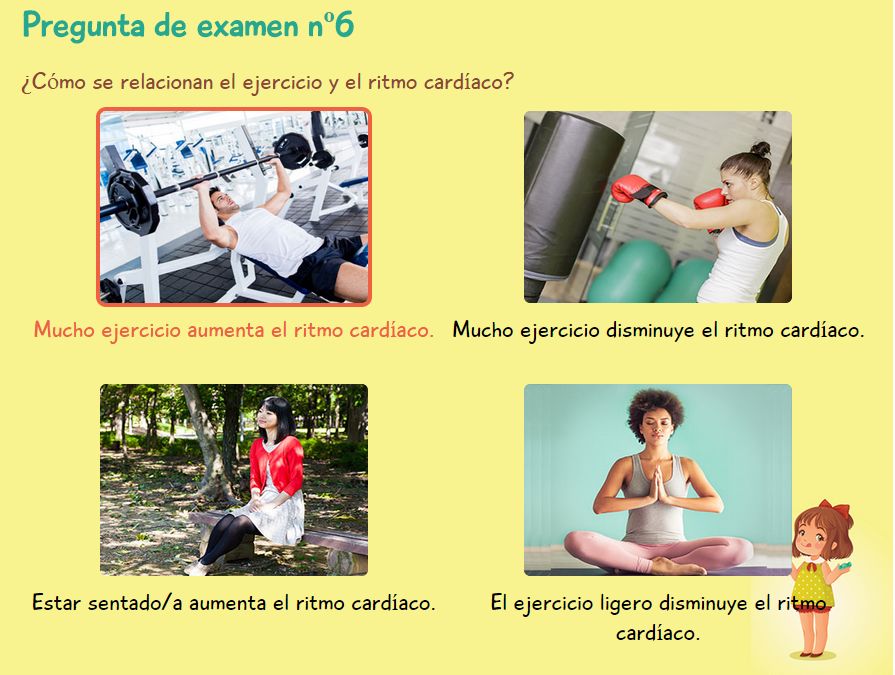 Pregunta de examen nº6
¿Cómo se relacionan el ejercicio y el ritmo cardíaco?
Mucho ejercicio aumenta el ritmo cardíaco.
Mucho ejercicio disminuye el ritmo cardíaco.
Estar sentado/a aumenta el ritmo cardíaco.
El ejercicio ligero disminuye el ritmo
cardíaco.